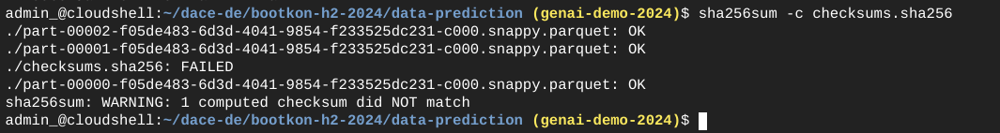 admin_@cloudshell:~/dace-de/bootkon-h2-2024/data-prediction (genai-demo-2024)$ sha256sum -c checksums.sha256
./part-00002-f05de483-6d3d-4041-9854-f233525dc231-c000.snappy.parquet: OK
./part-00001-f05de483-6d3d-4041-9854-f233525dc231-c000.snappy.parquet: OK
./checksums.sha256: FAILED
./part-00000-f05de483-6d3d-4041-9854-f233525dc231-c000.snappy.parquet: OK
sha256sum: WARNING: 1 computed checksum did NOT match
admin_@cloudshell:~/dace-de/bootkon-h2-2024/data-prediction (genai-demo-2024)$